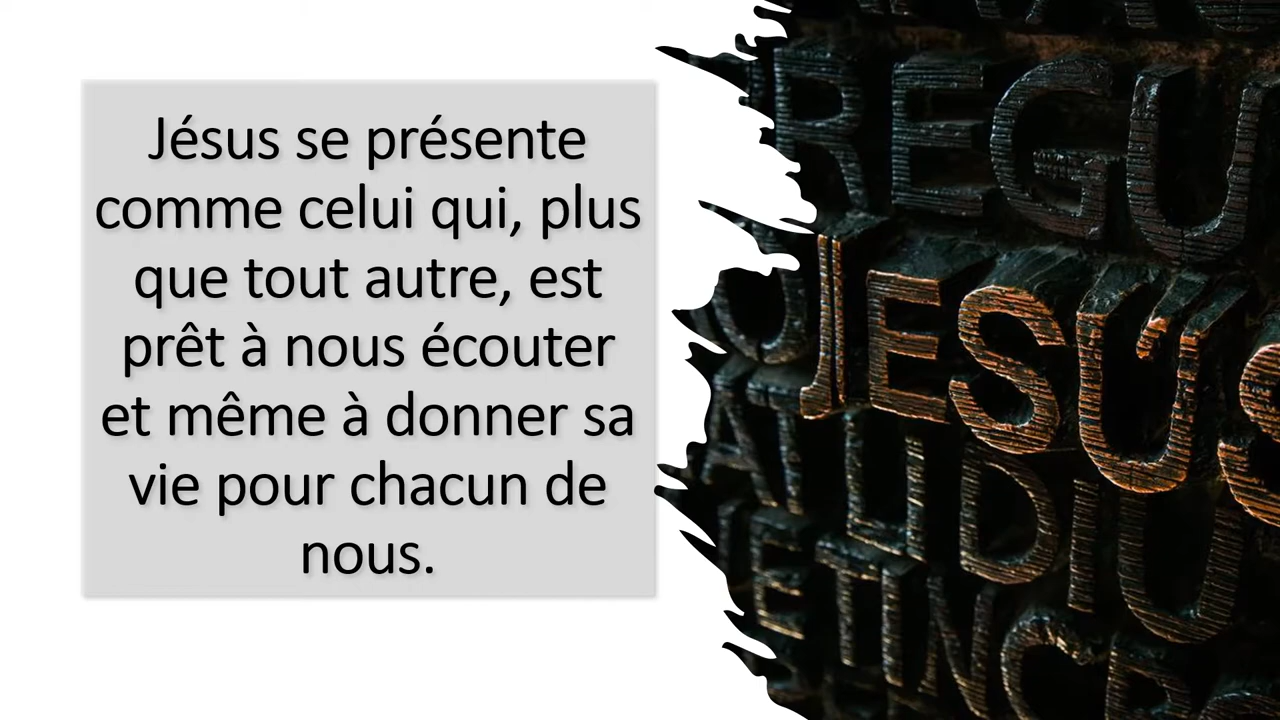 Jésus se présente
comme celui qui, plus
que tout autre, est
prêt à nous écouter
et même à donner sa
vie pour chacun de
nous.
REGU
JESUS